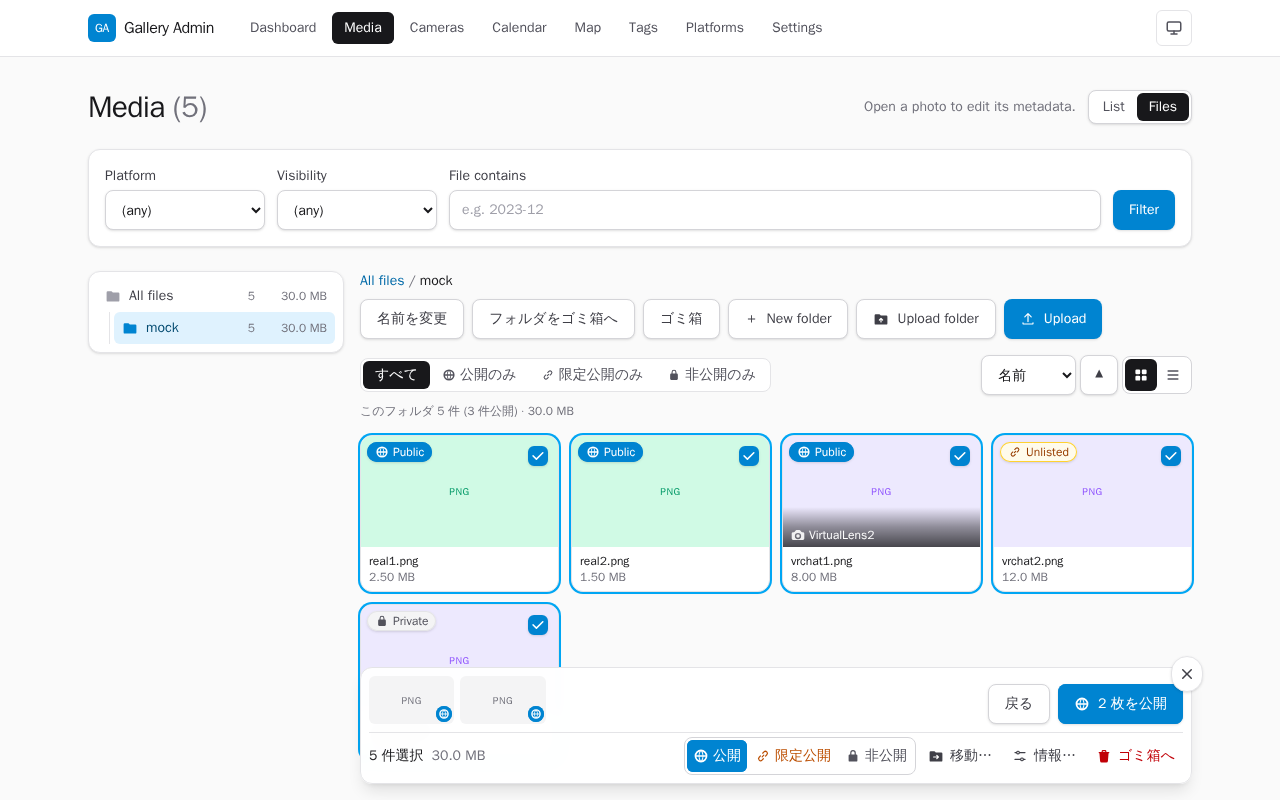 GA Gallery Admin Dashboard Media Cameras Calendar Map Tags Platforms Settings
Media (5)
Open a photo to edit its metadata. List Files
Platform Visibility File contains
(any) (any) e.g. 2023-12 Filter
All files 5 30.0 MB
mock 5 30.0 MB
All files / mock
名前を変更 フォルダをゴミ箱へ ゴミ箱 + New folder Upload folder Upload
すべて 公開のみ 限定公開のみ 非公開のみ 名前 ▲
このフォルダ 5 件 (3 件公開) · 30.0 MB
Public Public Public Unlisted
PNG PNG PNG PNG
VirtualLens2
real1.png real2.png vrchat1.png vrchat2.png
2.50 MB 1.50 MB 8.00 MB 12.0 MB
Private
PNG
PNG PNG 戻る 2 枚を公開
5 件選択 30.0 MB 公開 限定公開 非公開 移動… 情報… ゴミ箱へ